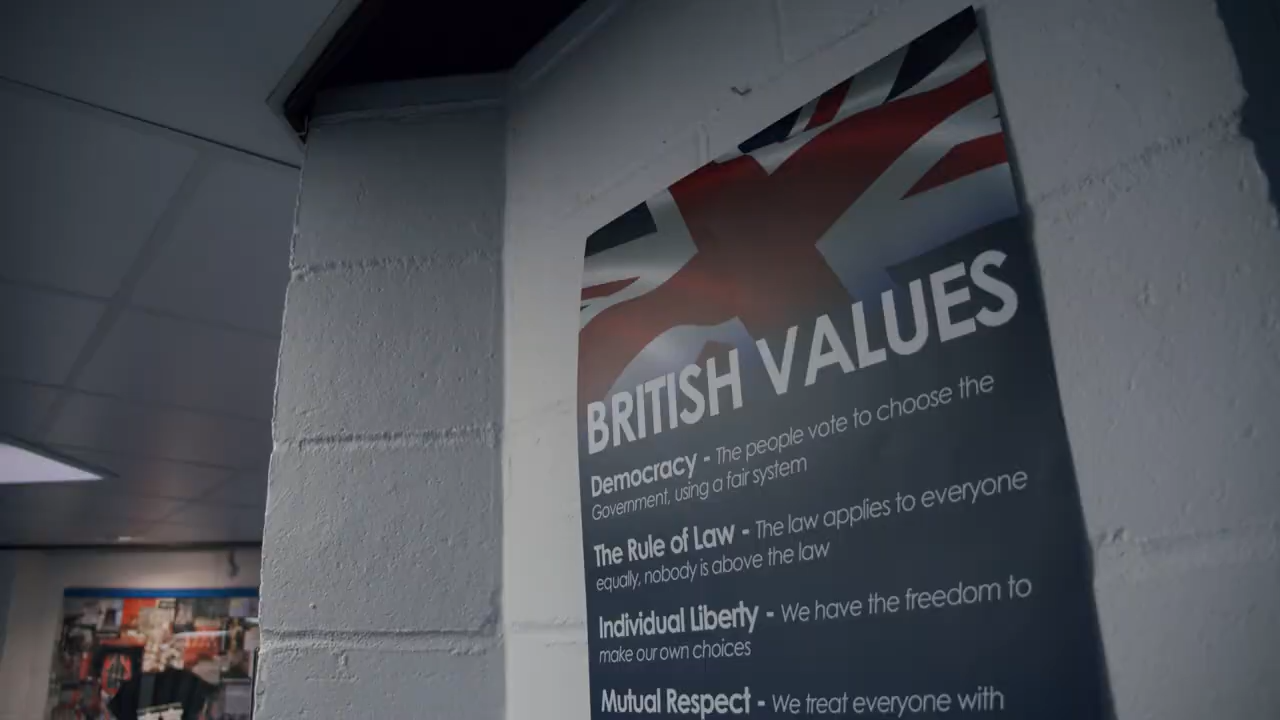 BRITISH VALUES
Democracy - The people vote to choose the
Government, using a fair system
The Rule of Law - The law applies to everyone
equally, nobody is above the law
Individual Liberty - We have the freedom to
make our own choices
Mutual Respect - We treat everyone with